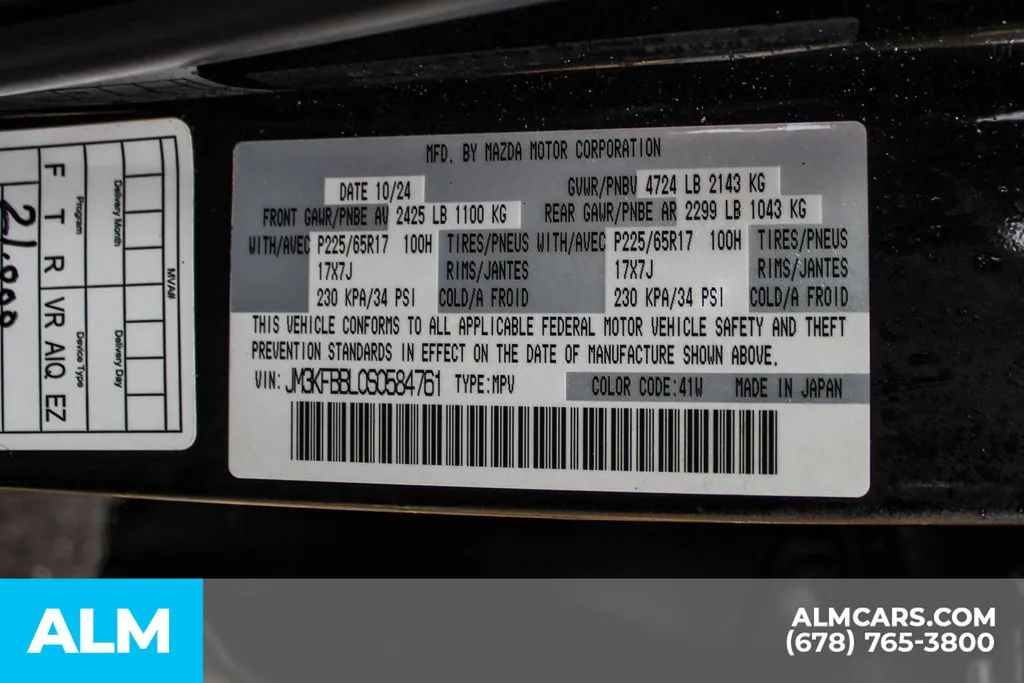 MVA#
Delivery Month
Delivery Day
Program
Device Type
F T R VR AIQ EZ
MFD. BY MAZDA MOTOR CORPORATION
DATE 10/24 GVWR/PNBV 4724 LB 2143 KG
FRONT GAWR/PNBE AV 2425 LB 1100 KG REAR GAWR/PNBE AR 2299 LB 1043 KG
WITH/AVEC P225/65R17 100H TIRES/PNEUS WITH/AVEC P225/65R17 100H TIRES/PNEUS
17X7J RIMS/JANTES 17X7J RIMS/JANTES
230 KPA/34 PSI COLD/A FROID 230 KPA/34 PSI COLD/A FROID
THIS VEHICLE CONFORMS TO ALL APPLICABLE FEDERAL MOTOR VEHICLE SAFETY AND THEFT
PREVENTION STANDARDS IN EFFECT ON THE DATE OF MANUFACTURE SHOWN ABOVE.
VIN: JM3KFBBL0S0584761 TYPE:MPV COLOR CODE:41W MADE IN JAPAN
ALM
ALMCARS.COM
(678) 765-3800